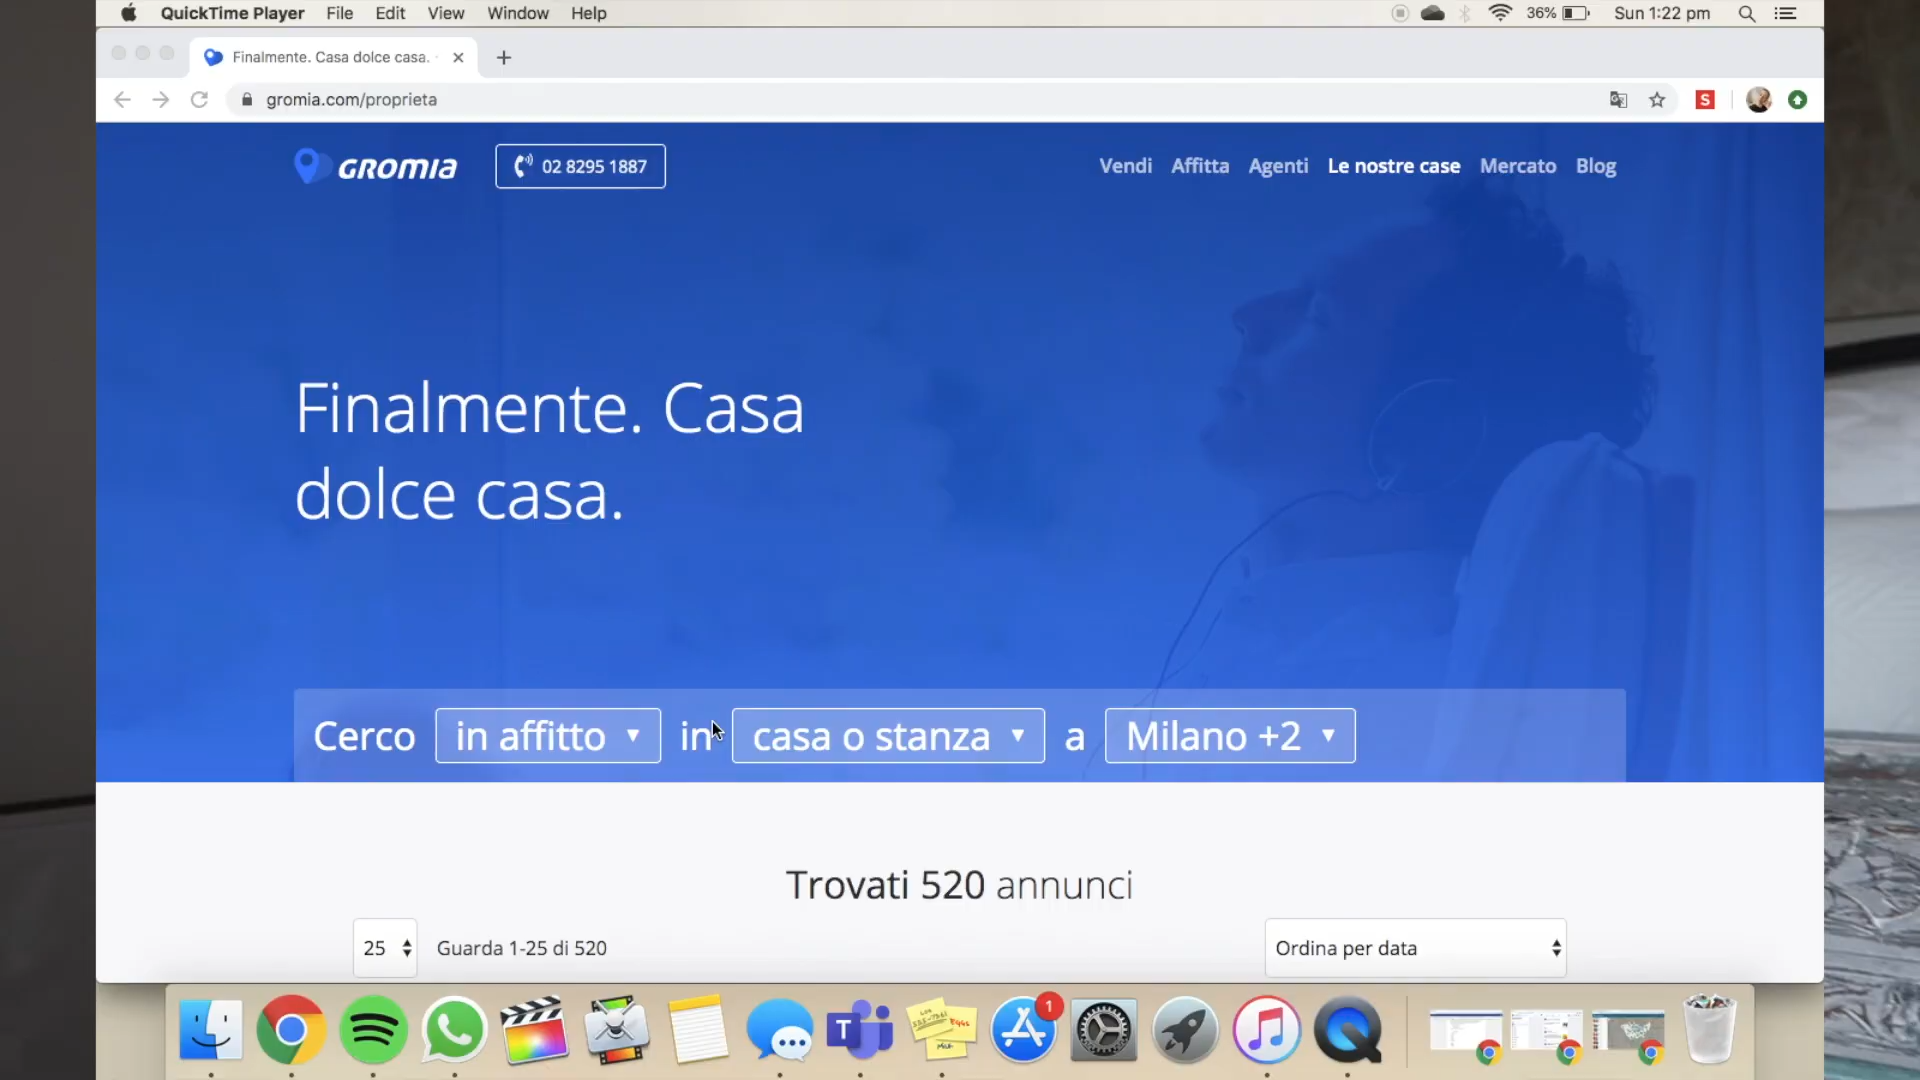 QuickTime Player File Edit View Window Help 36% Sun 1:22 pm
Finalmente. Casa dolce casa.
gromia.com/proprieta
S
GROMIA 02 8295 1887 Vendi Affitta Agenti Le nostre case Mercato Blog
Finalmente. Casa
dolce casa.
Cerco in affitto in casa o stanza a Milano +2
Trovati 520 annunci
25 Guarda 1-25 di 520 Ordina per data
1
T